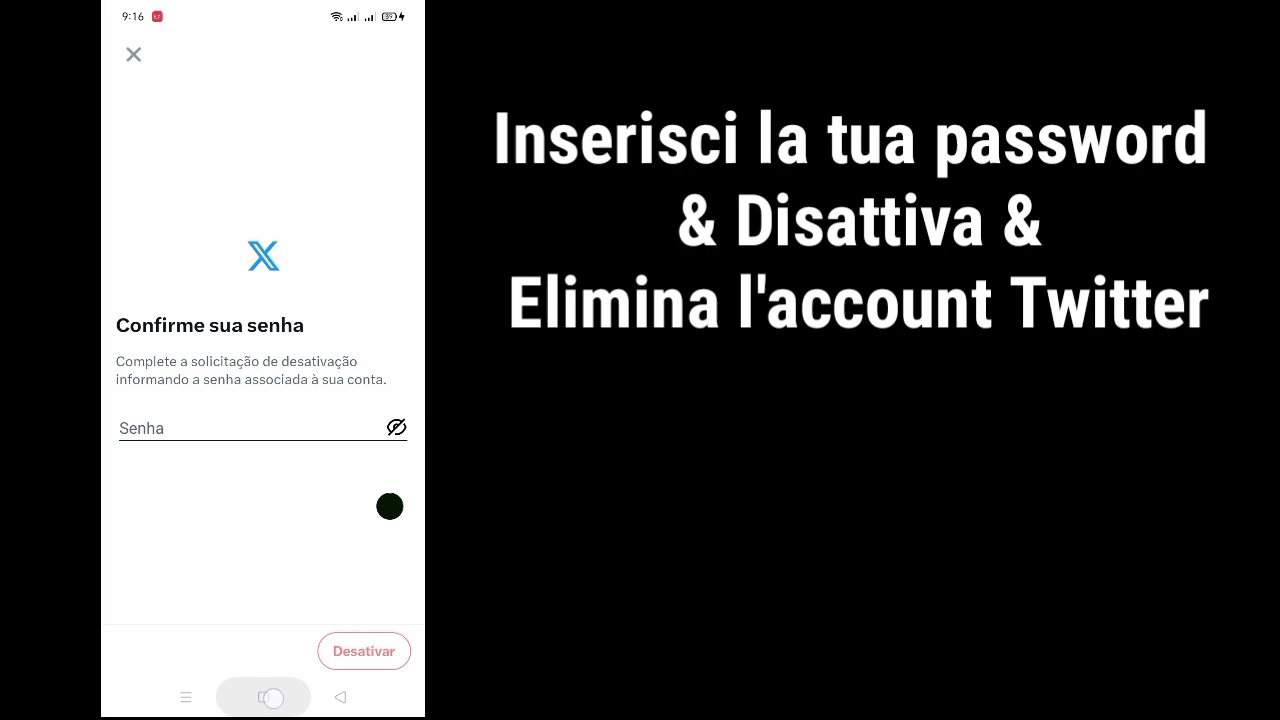 9:16
89
Confirme sua senha
Complete a solicitação de desativação
informando a senha associada à sua conta.
Senha
Desativar
Inserisci la tua password
& Disattiva &
Elimina l'account Twitter